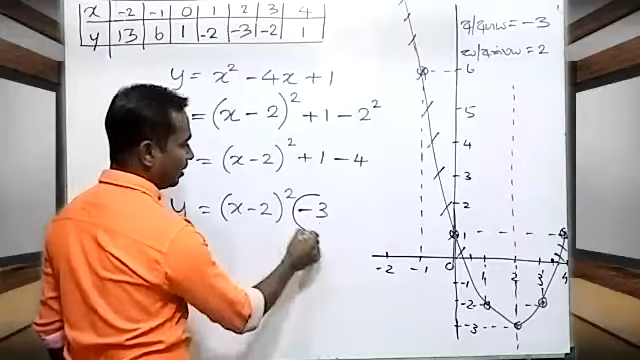 x -2 -1 0 1 2 3 4
y 13 6 1 -2 -3 -2 1
y = x² - 4x + 1
= (x - 2)² + 1 - 2²
= (x - 2)² + 1 - 4
y = (x - 2)² - 3
= -3
= 2
6
5
4
3
2
1
-2 -1 0 1 2 3 4
-1
-2
-3